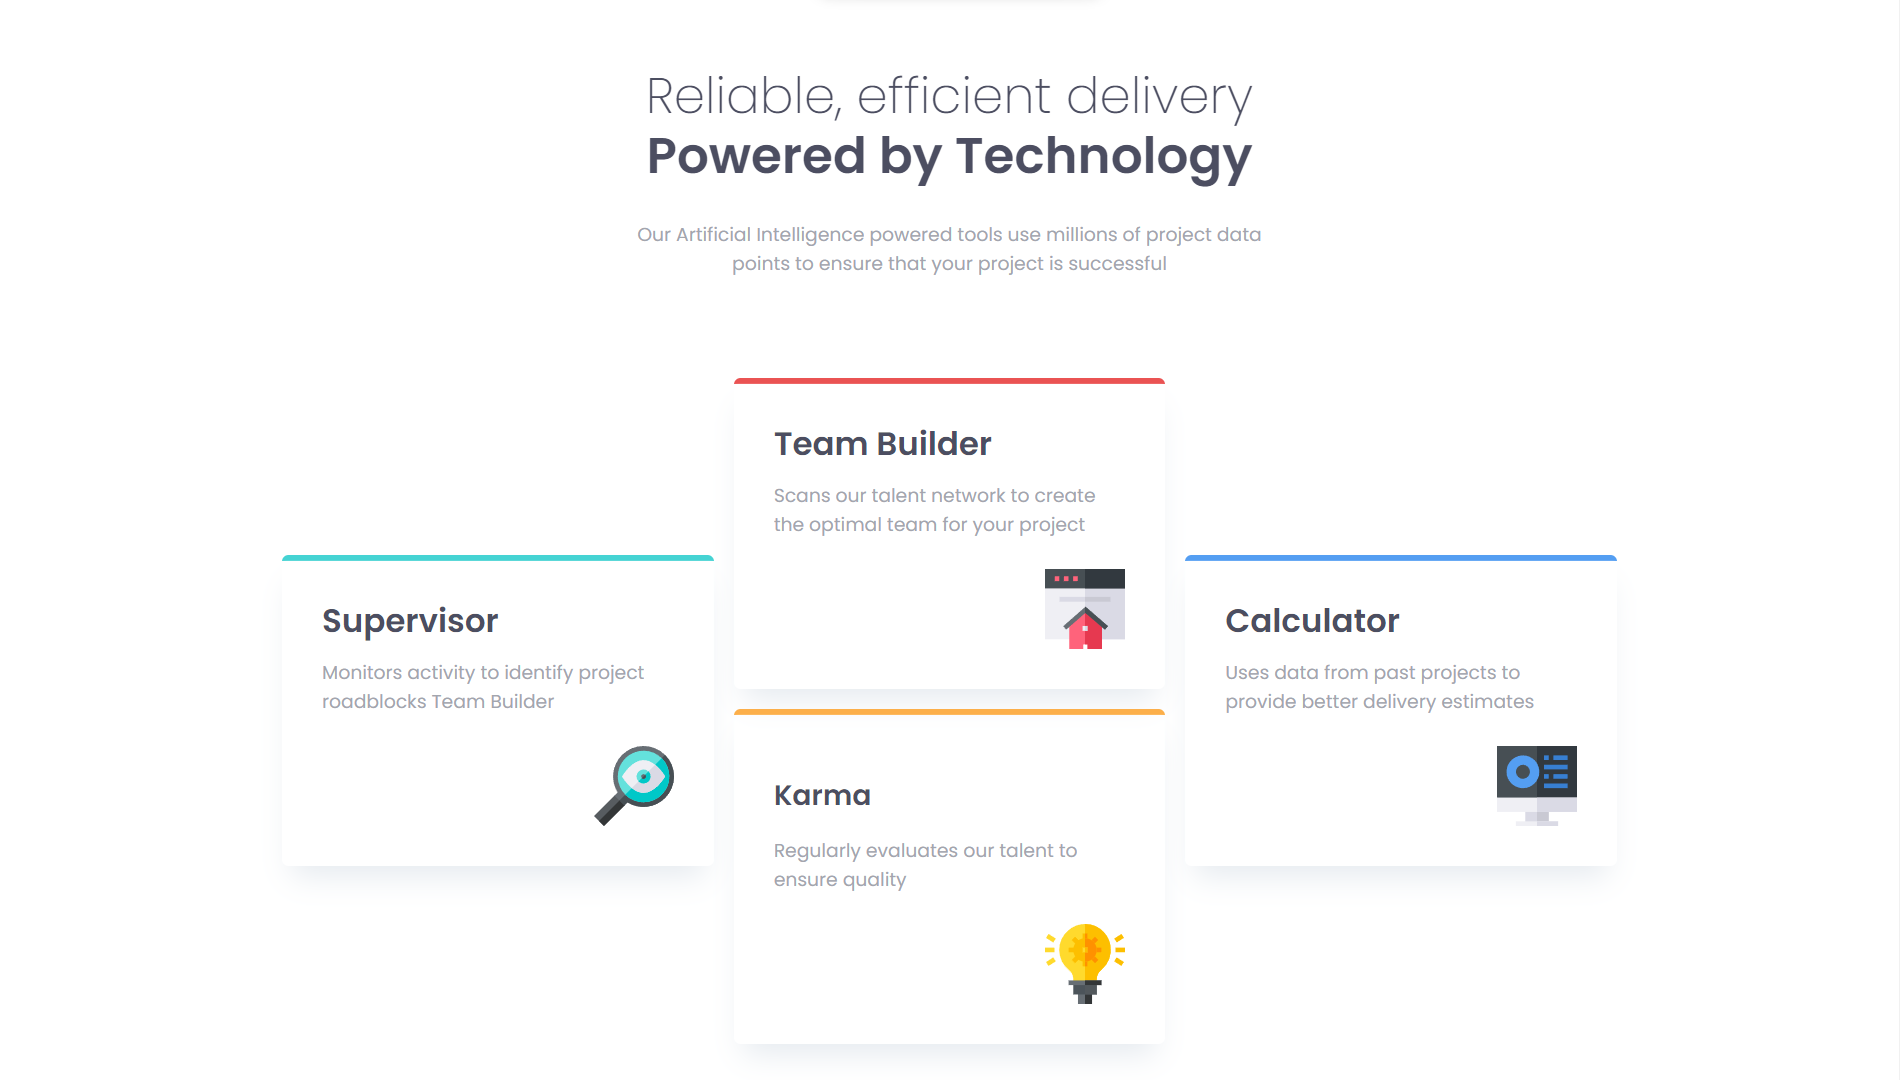 Reliable, efficient delivery
Powered by Technology
Our Artificial Intelligence powered tools use millions of project data
points to ensure that your project is successful
Supervisor
Monitors activity to identify project
roadblocks Team Builder
Team Builder
Scans our talent network to create
the optimal team for your project
Karma
Regularly evaluates our talent to
ensure quality
Calculator
Uses data from past projects to
provide better delivery estimates